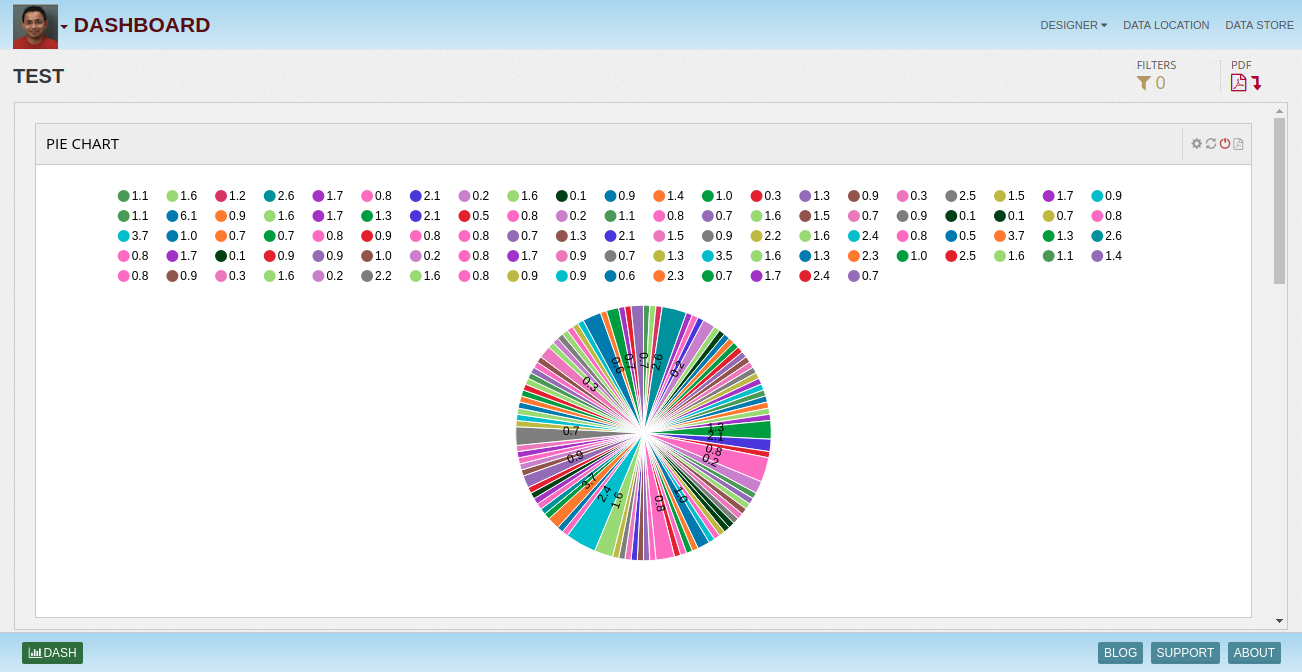 DASHBOARD
DESIGNER DATA LOCATION DATA STORE
TEST
FILTERS
0
PDF
PIE CHART
1.1 1.6 1.2 2.6 1.7 0.8 2.1 0.2 1.6 0.1 0.9 1.4 1.0 0.3 1.3 0.9 0.3 2.5 1.5 1.7 0.9
1.1 6.1 0.9 1.6 1.7 1.3 2.1 0.5 0.8 0.2 1.1 0.8 0.7 1.6 1.5 0.7 0.9 0.1 0.1 0.7 0.8
3.7 1.0 0.7 0.7 0.8 0.9 0.8 0.8 0.7 1.3 2.1 1.5 0.9 2.2 1.6 2.4 0.8 0.5 3.7 1.3 2.6
0.8 1.7 0.1 0.9 0.9 1.0 0.2 0.8 1.7 0.9 0.7 1.3 3.5 1.6 1.3 2.3 1.0 2.5 1.6 1.1 1.4
0.8 0.9 0.3 1.6 0.2 2.2 1.6 0.8 0.9 0.9 0.6 2.3 0.7 1.7 2.4 0.7
0.6 0.7 2.6 0.2
0.3
1.3
0.7 2.1
0.8
0.9 0.2
3.7
2.4 1.0
1.6 0.8
DASH
BLOG SUPPORT ABOUT